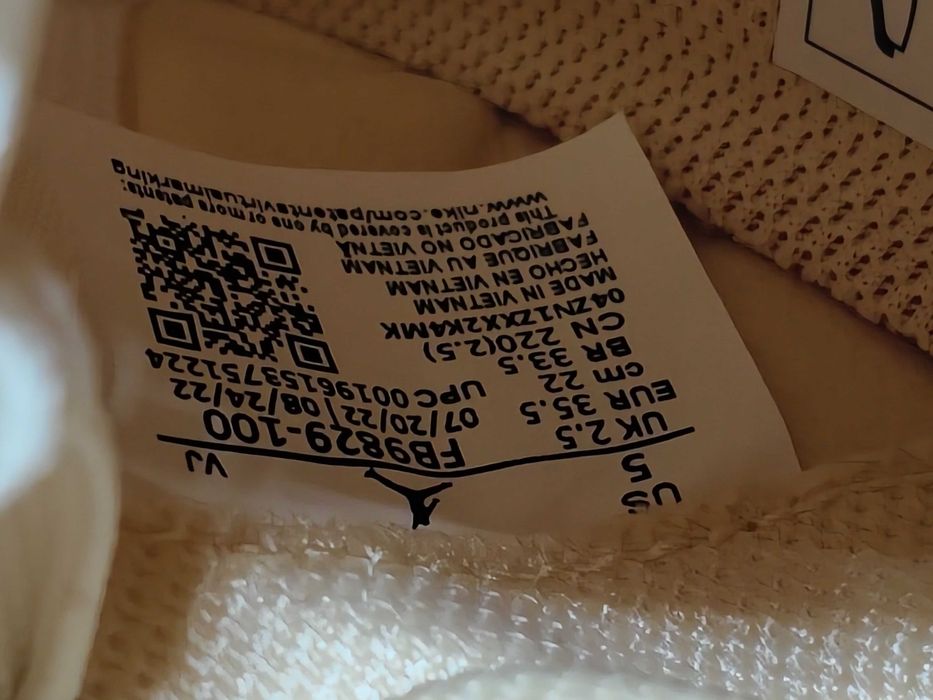 US VJ
5
UK 2.5 FB9829-100
EUR 35.5 07/20/22|08/24/22
cm 22 UPC 00196153751224
BR 33.5
CN 220(2.5)
04ZN1ZXX2K4MK
MADE IN VIETNAM
HECHO EN VIETNAM
FABRIQUE AU VIETNAM
FABRICADO NO VIETNÃ
This product is covered by one or more patents:
www.nike.com/patentsvirtualmarking